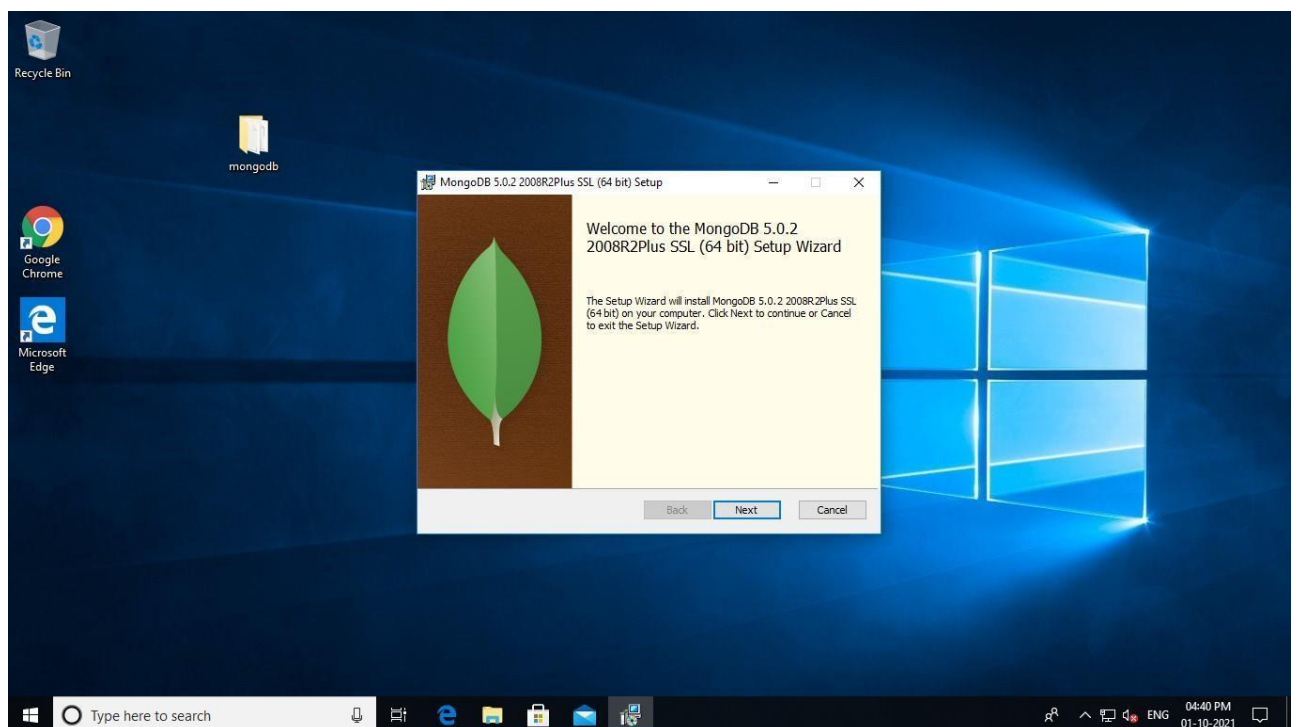 Recycle Bin
mongodb
Google
Chrome
Microsoft
Edge
MongoDB 5.0.2 2008R2Plus SSL (64 bit) Setup
Welcome to the MongoDB 5.0.2
2008R2Plus SSL (64 bit) Setup Wizard
The Setup Wizard will install MongoDB 5.0.2 2008R2Plus SSL
(64 bit) on your computer. Click Next to continue or Cancel
to exit the Setup Wizard.
Back Next Cancel
Type here to search
ENG
04:40 PM
01-10-2021